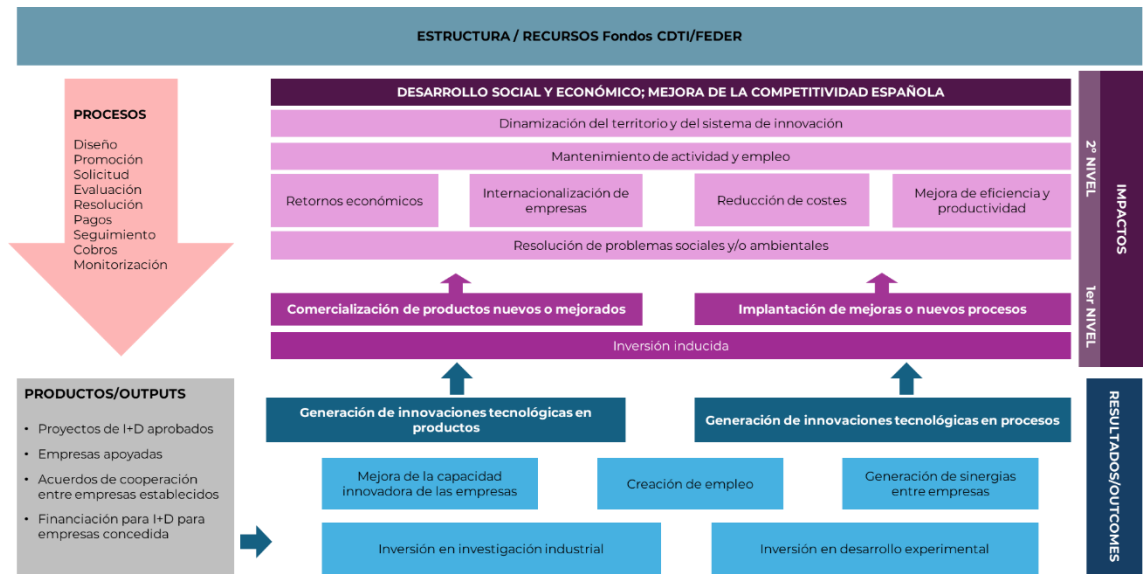 ESTRUCTURA / RECURSOS Fondos CDTI/FEDER
PROCESOS
Diseño
Promoción
Solicitud
Evaluación
Resolución
Pagos
Seguimiento
Cobros
Monitorización
DESARROLLO SOCIAL Y ECONÓMICO; MEJORA DE LA COMPETITIVIDAD ESPAÑOLA
Dinamización del territorio y del sistema de innovación
Mantenimiento de actividad y empleo
Retornos económicos
Internacionalización de
empresas
Reducción de costes
Mejora de eficiencia y
productividad
Resolución de problemas sociales y/o ambientales
2º NIVEL
IMPACTOS
Comercialización de productos nuevos o mejorados
Implantación de mejoras o nuevos procesos
1er NIVEL
Inversión inducida
PRODUCTOS/OUTPUTS
• Proyectos de I+D aprobados
• Empresas apoyadas
• Acuerdos de cooperación
entre empresas establecidos
• Financiación para I+D para
empresas concedida
Generación de innovaciones tecnológicas en
productos
Generación de innovaciones tecnológicas en procesos
Mejora de la capacidad
innovadora de las empresas
Creación de empleo
Generación de sinergias
entre empresas
Inversión en investigación industrial
Inversión en desarrollo experimental
RESULTADOS/OUTCOMES